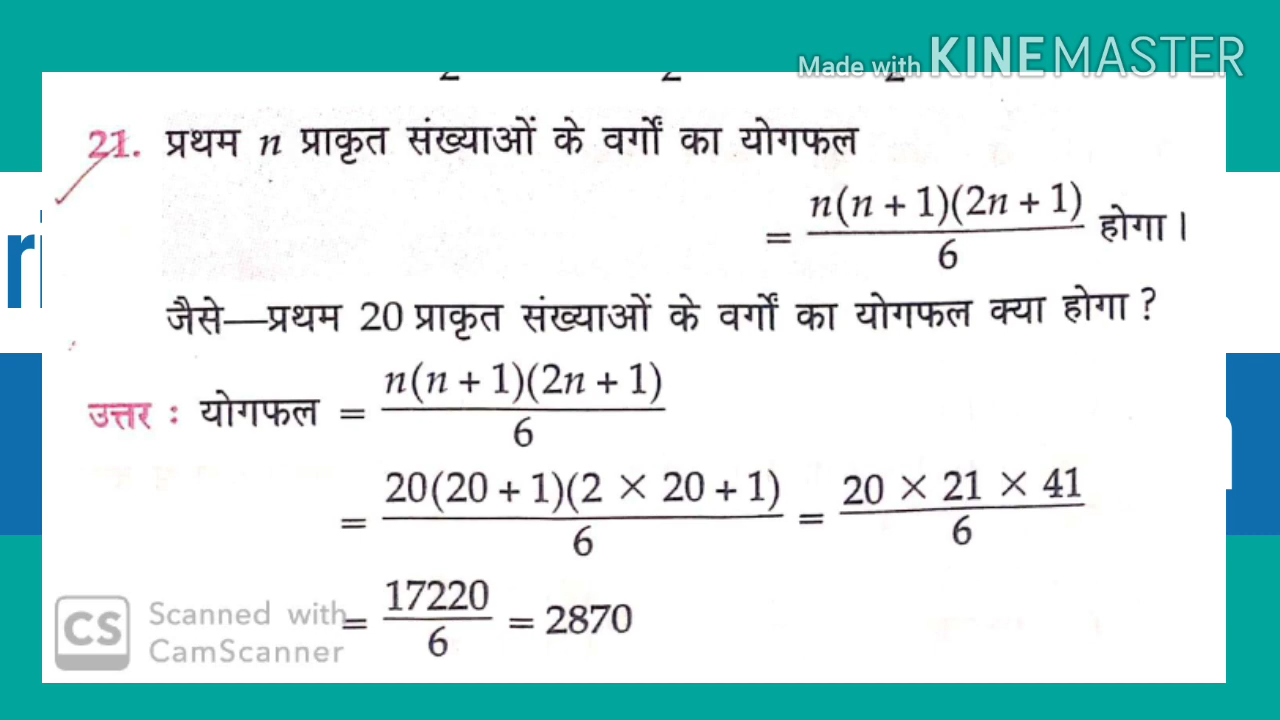 Made with KINEMASTER
21. प्रथम n प्राकृत संख्याओं के वर्गों का योगफल
= n(n + 1)(2n + 1) / 6 होगा।
जैसे—प्रथम 20 प्राकृत संख्याओं के वर्गों का योगफल क्या होगा ?
उत्तर : योगफल = n(n + 1)(2n + 1) / 6
= 20(20 + 1)(2 × 20 + 1) / 6 = 20 × 21 × 41 / 6
= 17220 / 6 = 2870
CS Scanned with CamScanner